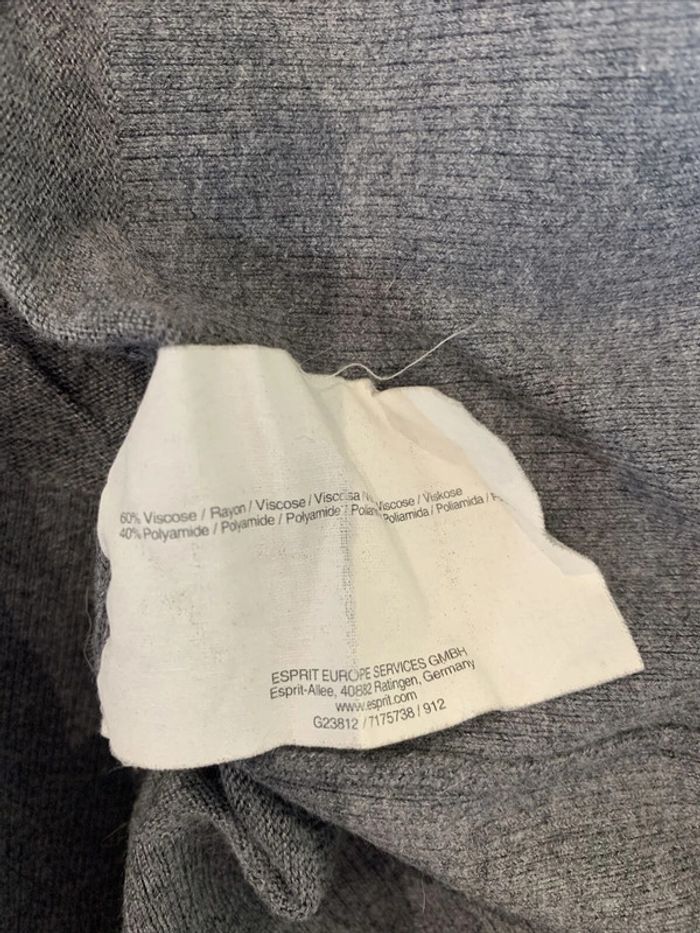 60% Viscose / Rayon / Viscose / Viscosa / Viscose / Viskose
40% Polyamide / Polyamide / Polyamide / Poliamida / Poliamida /
ESPRIT EUROPE SERVICES GMBH
Esprit-Allee, 40882 Ratingen, Germany
www.esprit.com
G23812 / 7175738 / 912